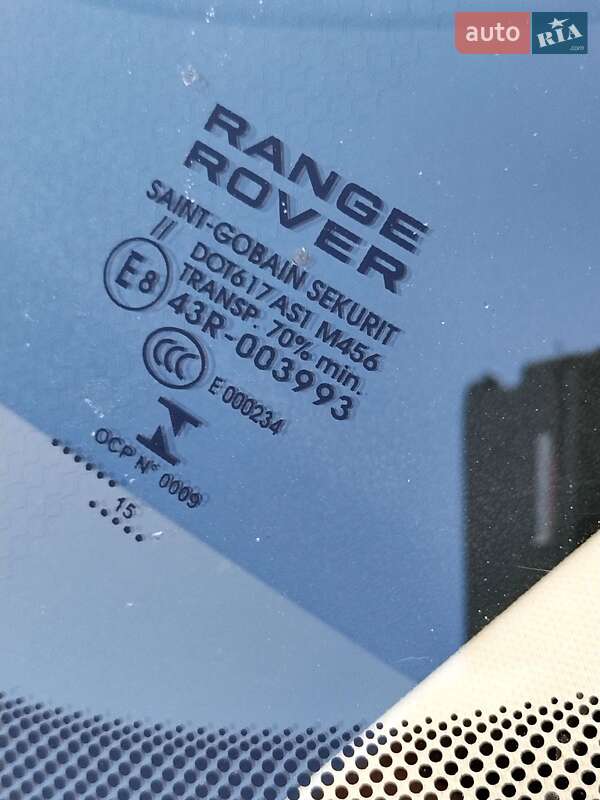 auto RIA .com
RANGE
ROVER
SAINT-GOBAIN SEKURIT
// DOT617 AS1 M456
E8 TRANSP. 70% min.
43R-003993
CCC E 000234
OCP N° 0009
15